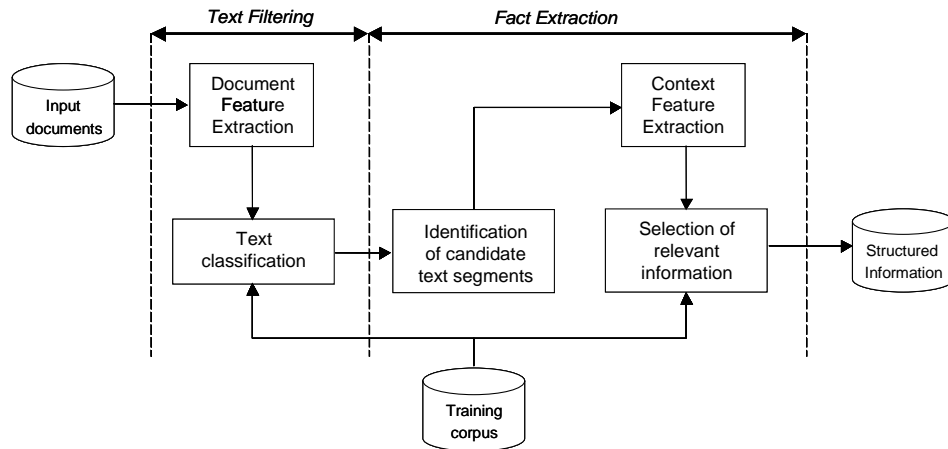 Text Filtering
Fact Extraction
Input
documents
Document
Feature
Extraction
Context
Feature
Extraction
Text
classification
Identification
of candidate
text segments
Selection of
relevant
information
Structured
Information
Training
corpus